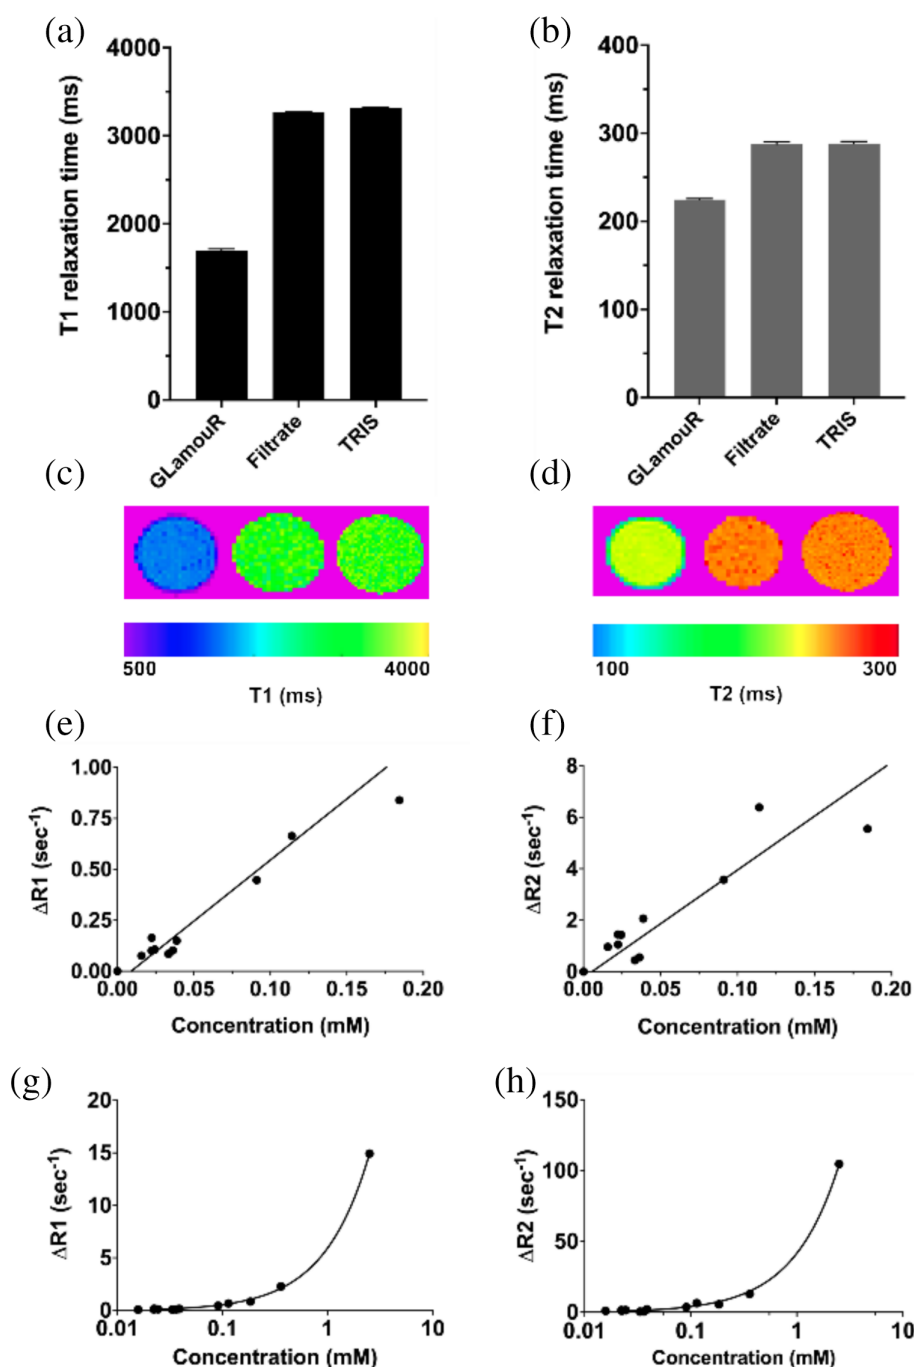 (a)
T1 relaxation time (ms)
4000
3000
2000
1000
0
GLamouR
Filtrate
TRIS
(b)
T2 relaxation time (ms)
400
300
200
100
0
GLamouR
Filtrate
TRIS
(c)
500 4000
T1 (ms)
(d)
100 300
T2 (ms)
(e)
ΔR1 (sec⁻¹)
1.00
0.75
0.50
0.25
0.00
0.00 0.05 0.10 0.15 0.20
Concentration (mM)
(f)
ΔR2 (sec⁻¹)
8
6
4
2
0
0.00 0.05 0.10 0.15 0.20
Concentration (mM)
(g)
ΔR1 (sec⁻¹)
20
15
10
5
0
0.01 0.1 1 10
Concentration (mM)
(h)
ΔR2 (sec⁻¹)
150
100
50
0
0.01 0.1 1 10
Concentration (mM)